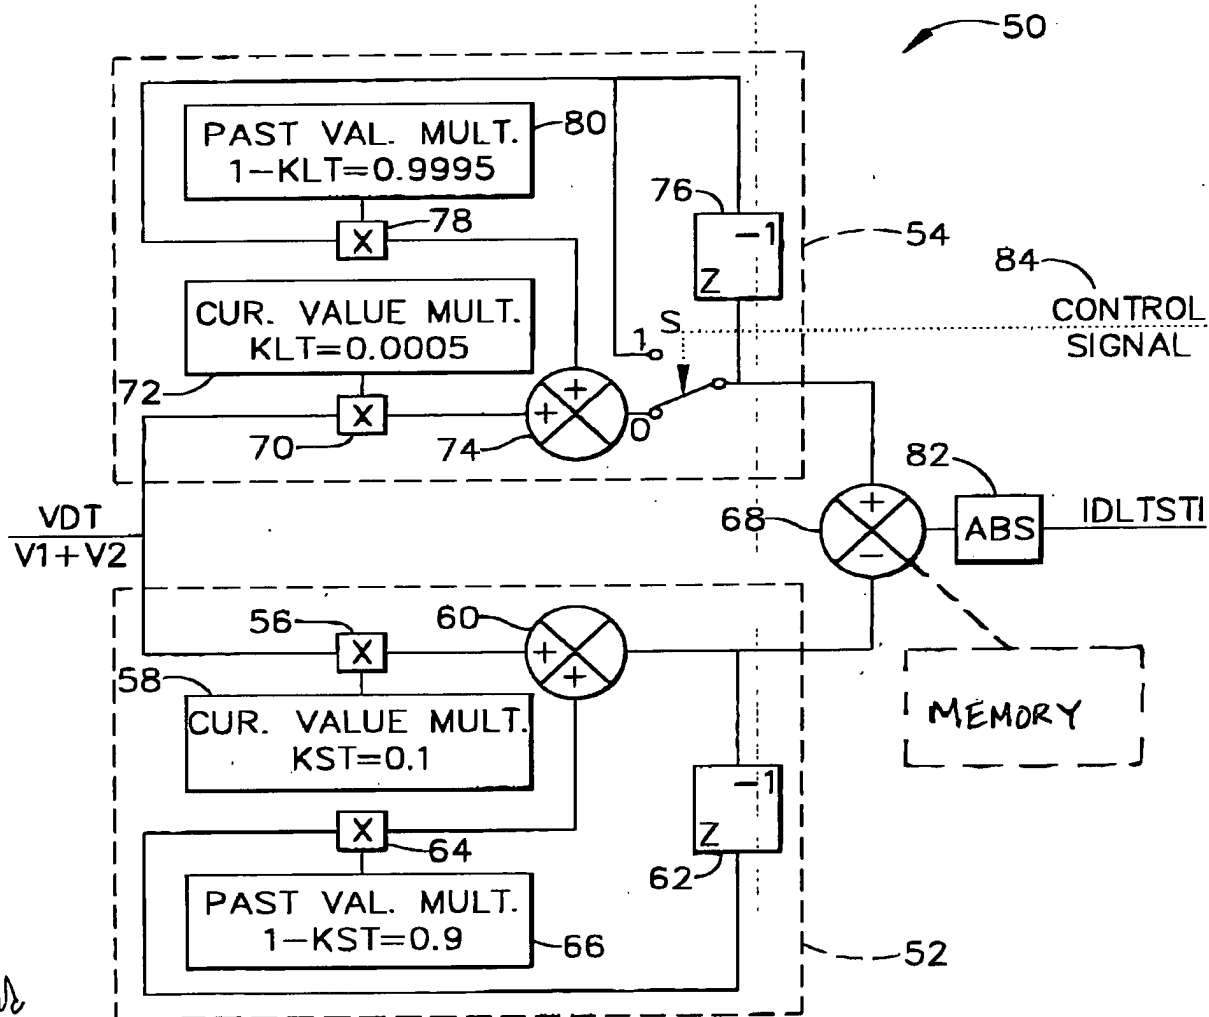 50
PAST VAL. MULT.
1-KLT=0.9995
80
X
78
76
-1
Z
54
84
CONTROL
SIGNAL
CUR. VALUE MULT.
KLT=0.0005
72
S
1
0
X
70
+
+
74
VDT
V1+V2
68
+
-
82
ABS
IDLTSTI
56
X
60
+
+
58
CUR. VALUE MULT.
KST=0.1
MEMORY
X
64
-1
Z
62
PAST VAL. MULT.
1-KST=0.9
66
52